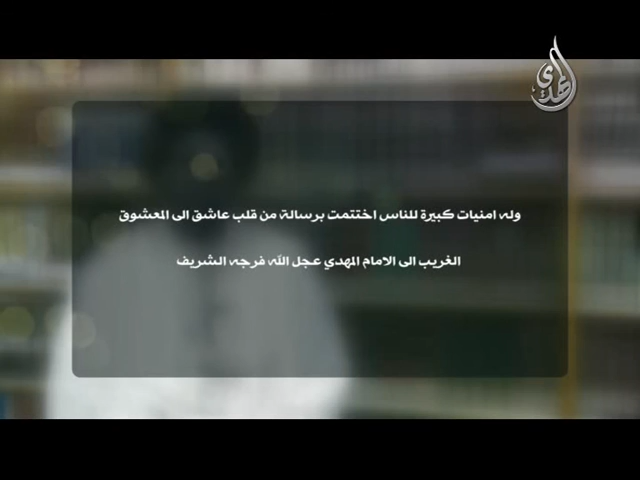 المهدي
وله امنيات كبيرة للناس اختتمت برسالة من قلب عاشق الى المعشوق
الغريب الى الامام المهدي عجل الله فرجه الشريف